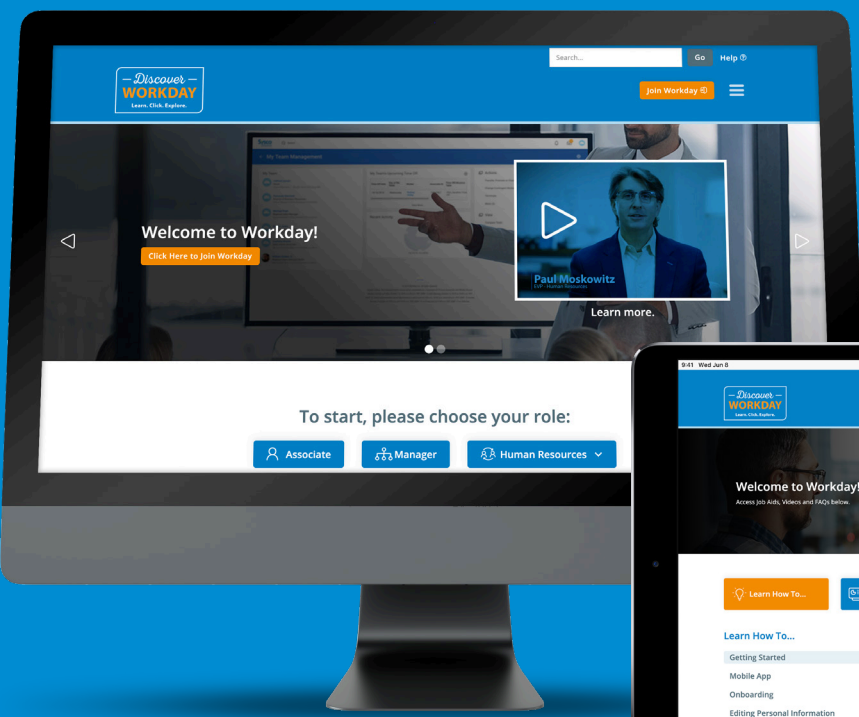 Search...
Go
Help
— Discover —
WORKDAY
Learn. Click. Explore.
Join Workday
My Team Management
Welcome to Workday!
Click Here to Join Workday
Paul Moskowitz
EVP - Human Resources
Learn more.
To start, please choose your role:
Associate
Manager
Human Resources
9:41 Wed Jun 8
— Discover —
WORKDAY
Learn. Click. Explore.
Welcome to Workday!
Access Job Aids, Videos and FAQs below.
Learn How To...
Learn How To...
Getting Started
Mobile App
Onboarding
Editing Personal Information